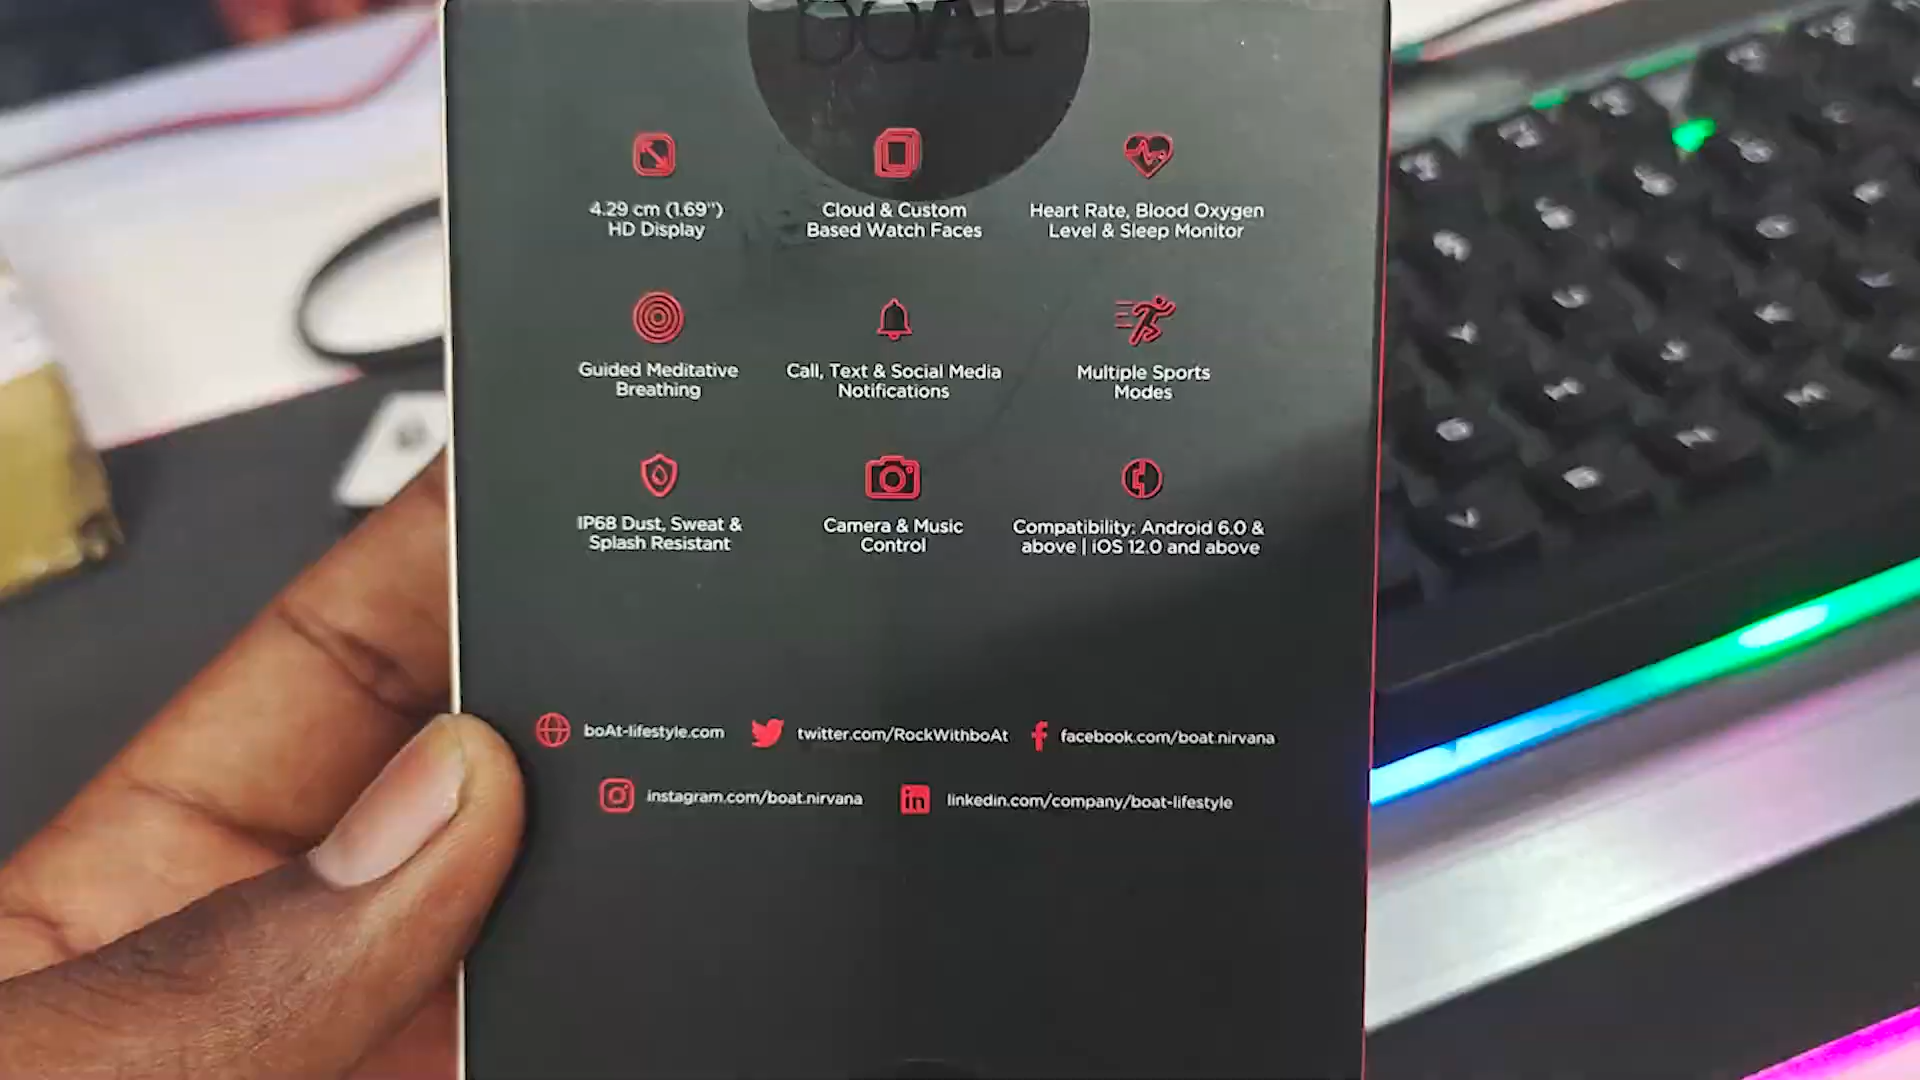 boAt
4.29 cm (1.69")
HD Display
Cloud & Custom
Based Watch Faces
Heart Rate, Blood Oxygen
Level & Sleep Monitor
Guided Meditative
Breathing
Call, Text & Social Media
Notifications
Multiple Sports
Modes
IP68 Dust, Sweat &
Splash Resistant
Camera & Music
Control
Compatibility: Android 6.0 &
above | iOS 12.0 and above
boAt-lifestyle.com
twitter.com/RockWithboAt
facebook.com/boat.nirvana
instagram.com/boat.nirvana
in
linkedin.com/company/boat-lifestyle